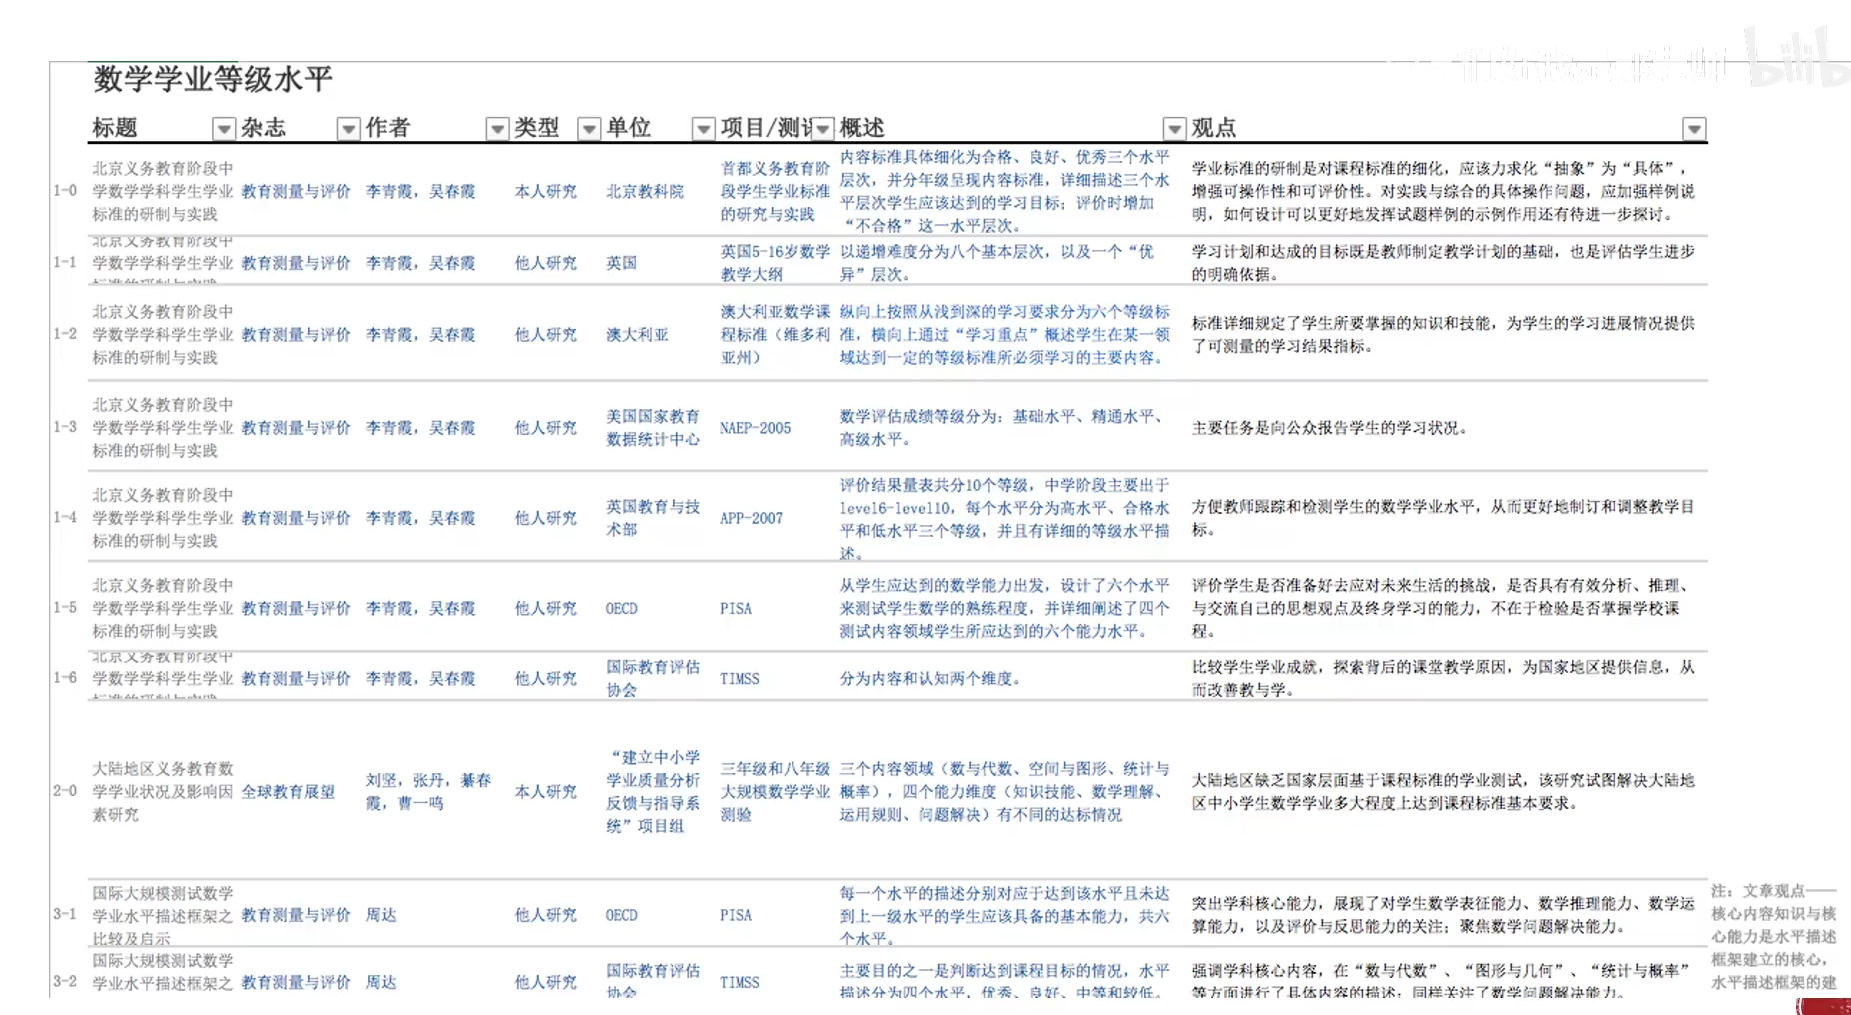 数学学业等级水平
标题 杂志 作者 类型 单位 项目/测评 概述 观点
1-0
北京义务教育阶段中
学数学学科学生学业
标准的研制与实践
教育测量与评价
李青霞，吴春霞
本人研究
北京教科院
首都义务教育阶
段学生学业标准
的研究与实践
内容标准具体细化为合格、良好、优秀三个水平
层次，并分年级呈现内容标准，详细描述三个水
平层次学生应该达到的学习目标；评价时增加
“不合格”这一水平层次。
学业标准的研制是对课程标准的细化，应该力求化“抽象”为“具体”，
增强可操作性和可评价性。对实践与综合的具体操作问题，应加强样例说
明，如何设计可以更好地发挥试题样例的示例作用还有待进一步探讨。
1-1
北京义务教育阶段中
学数学学科学生学业
标准的研制与实践
教育测量与评价
李青霞，吴春霞
他人研究
英国
英国5-16岁数学
教学大纲
以递增难度分为八个基本层次，以及一个“优
异”层次。
学习计划和达成的目标既是教师制定教学计划的基础，也是评估学生进步
的明确依据。
1-2
北京义务教育阶段中
学数学学科学生学业
标准的研制与实践
教育测量与评价
李青霞，吴春霞
他人研究
澳大利亚
澳大利亚数学课
程标准（维多利
亚州）
纵向上按照从浅到深的学习要求分为六个等级标
准，横向上通过“学习重点”概述学生在某一领
域达到一定的等级标准所必须学习的主要内容。
标准详细规定了学生所要掌握的知识和技能，为学生的学习进展情况提供
了可测量的学习结果指标。
1-3
北京义务教育阶段中
学数学学科学生学业
标准的研制与实践
教育测量与评价
李青霞，吴春霞
他人研究
美国国家教育
数据统计中心
NAEP-2005
数学评估成绩等级分为：基础水平、精通水平、
高级水平。
主要任务是向公众报告学生的学习状况。
1-4
北京义务教育阶段中
学数学学科学生学业
标准的研制与实践
教育测量与评价
李青霞，吴春霞
他人研究
英国教育与技
术部
APP-2007
评价结果量表共分10个等级，中学阶段主要出于
level6-level10，每个水平分为高水平、合格水
平和低水平三个等级，并且有详细的等级水平描
述。
方便教师跟踪和检测学生的数学学业水平，从而更好地制订和调整教学目
标。
1-5
北京义务教育阶段中
学数学学科学生学业
标准的研制与实践
教育测量与评价
李青霞，吴春霞
他人研究
OECD
PISA
从学生应达到的数学能力出发，设计了六个水平
来测试学生数学的熟练程度，并详细阐述了四个
测试内容领域学生所应达到的六个能力水平。
评价学生是否准备好去应对未来生活的挑战，是否具有有效分析、推理、
与交流自己的思想观点及终身学习的能力，不在于检验是否掌握学校课
程。
1-6
北京义务教育阶段中
学数学学科学生学业
标准的研制与实践
教育测量与评价
李青霞，吴春霞
他人研究
国际教育评估
协会
TIMSS
分为内容和认知两个维度。
比较学生学业成就，探索背后的课堂教学原因，为国家地区提供信息，从
而改善教与学。
2-0
大陆地区义务教育数
学学业状况及影响因
素研究
全球教育展望
刘坚，张丹，綦春
霞，曹一鸣
本人研究
“建立中小学
学业质量分析
反馈与指导系
统”项目组
三年级和八年级
大规模数学学业
测验
三个内容领域（数与代数、空间与图形、统计与
概率），四个能力维度（知识技能、数学理解、
运用规则、问题解决）有不同的达标情况
大陆地区缺乏国家层面基于课程标准的学业测试，该研究试图解决大陆地
区中小学生数学学业多大程度上达到课程标准基本要求。
3-1
国际大规模测试数学
学业水平描述框架之
比较及启示
教育测量与评价
周达
他人研究
OECD
PISA
每一个水平的描述分别对应于达到该水平且未达
到上一级水平的学生应该具备的基本能力，共六
个水平。
突出学科核心能力，展现了对学生数学表征能力、数学推理能力、数学运
算能力，以及评价与反思能力的关注；聚焦数学问题解决能力。
3-2
国际大规模测试数学
学业水平描述框架之
教育测量与评价
周达
他人研究
国际教育评估
协会
TIMSS
主要目的之一是判断达到课程目标的情况，水平
描述分为四个水平，优秀、良好、中等和较低。
强调学科核心内容，在“数与代数”、“图形与几何”、“统计与概率”
等方面进行了具体内容的描述；同样关注了数学问题解决能力。
注：文章观点——
核心内容知识与核
心能力是水平描述
框架建立的核心，
水平描述框架的建